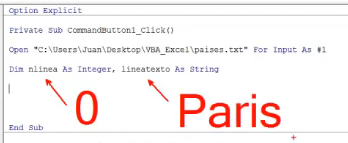 Option Explicit
Private Sub CommandButton1_Click()
Open "C:\Users\Juan\Desktop\VBA_Excel\paises.txt" For Input As #1
Dim nlinea As Integer, lineatexto As String
0 Paris
End Sub